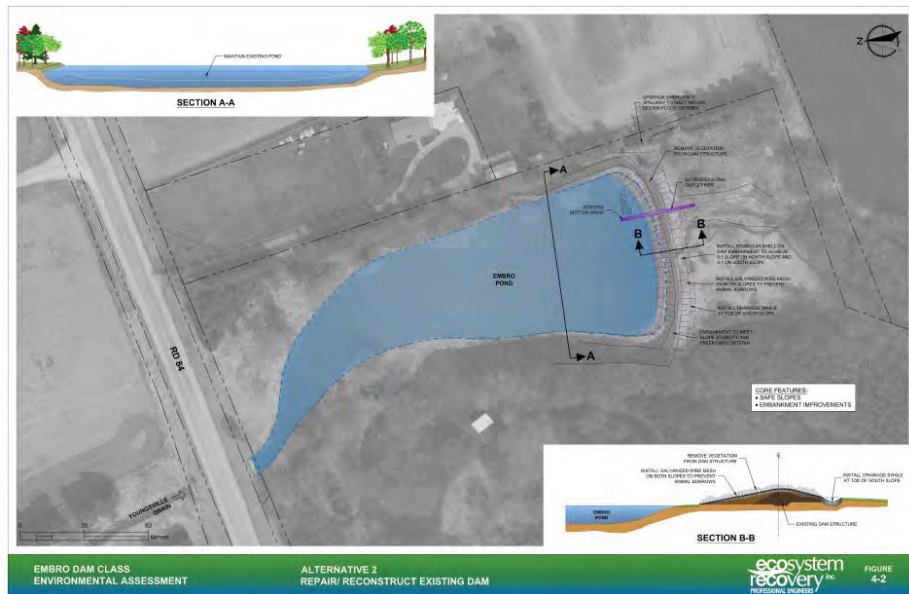 MAINTAIN EXISTING POND
SECTION A-A
Z
UPGRADE EMERGENCY
SPILLWAY TO MEET INFLOW
DESIGN FLOOD CRITERIA
REMOVE VEGETATION
FROM DAM STRUCTURE
EXISTING
OUTLET PIPE
EXISTING
BOTTOM DRAW
A
B
B
INSTALL GRANULAR SHELL ON
DAM EMBANKMENT TO ACHIEVE
SLOPE ON NORTH SLOPE AND
ON SOUTH SLOPE
EMBRO
POND
INSTALL GALVANIZED WIRE MESH
ON BOTH SLOPES TO PREVENT
ANIMAL BURROWS
INSTALL DRAINAGE SWALE
AT TOE OF SOUTH SLOPE
EMBANKMENT TO MEET
SLOPE STABILITY AND
FREEBOARD CRITERIA
A
RD 84
CORE FEATURES:
• SAFE SLOPES
• EMBANKMENT IMPROVEMENTS
YOUNGSVILLE
DRAIN
0
60
Meters
REMOVE VEGETATION
FROM DAM STRUCTURE
INSTALL GALVANIZED WIRE MESH
ON BOTH SLOPES TO PREVENT
ANIMAL BURROWS
INSTALL DRAINAGE SWALE
AT TOE OF SOUTH SLOPE
EMBRO
POND
EXISTING DAM STRUCTURE
SECTION B-B
EMBRO DAM CLASS
ENVIRONMENTAL ASSESSMENT
ALTERNATIVE 2
REPAIR/ RECONSTRUCT EXISTING DAM
ecosystem
recovery inc.
PROFESSIONAL ENGINEERS
FIGURE
4-2